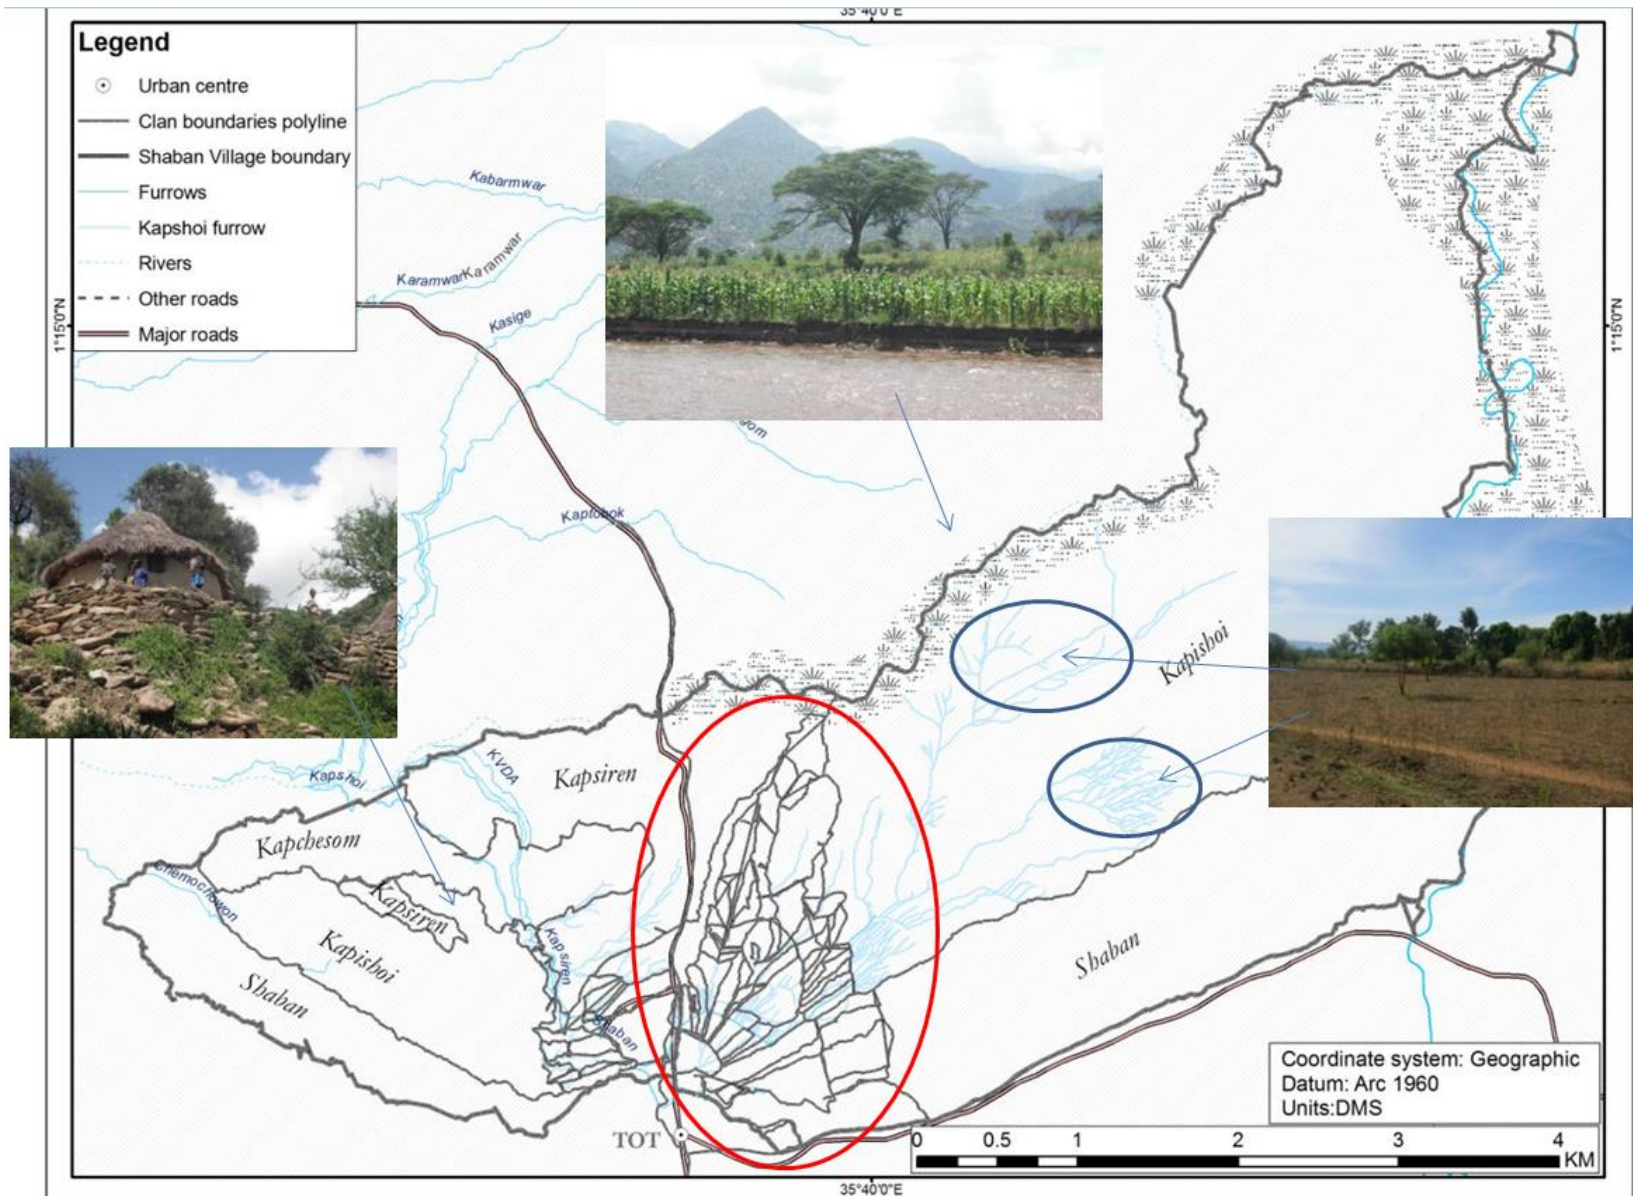 35°40'0"E
Legend
Urban centre
Clan boundaries polyline
Shaban Village boundary
Furrows
Kapshoi furrow
Rivers
Other roads
Major roads
1°15'0"N
1°15'0"N
Kabarmwar
Karamwar
Karamwar
Kasige
Kaptobok
Kapishoi
KVDA
Kapsiren
Kapshoi
Kapchesom
Chemochowon
Kapsiren
Kapishoi
Kapsiren
Shaban
Shaban
Shaban
TOT
Coordinate system: Geographic
Datum: Arc 1960
Units:DMS
0 0.5 1 2 3 4
KM
35°40'0"E